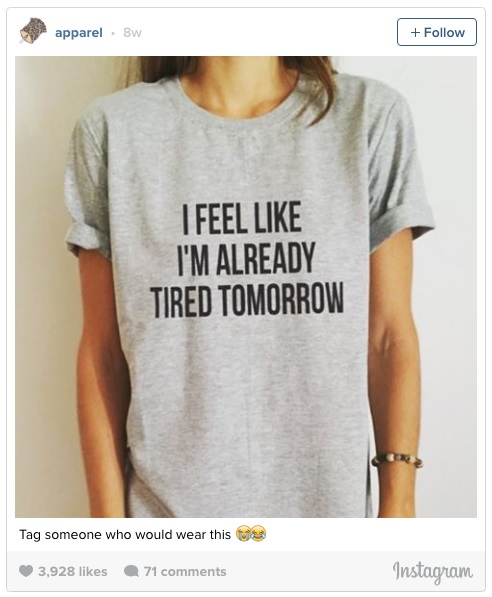 apparel • 8w
+ Follow
I FEEL LIKE
I'M ALREADY
TIRED TOMORROW
Tag someone who would wear this 😭😂
3,928 likes 71 comments Instagram